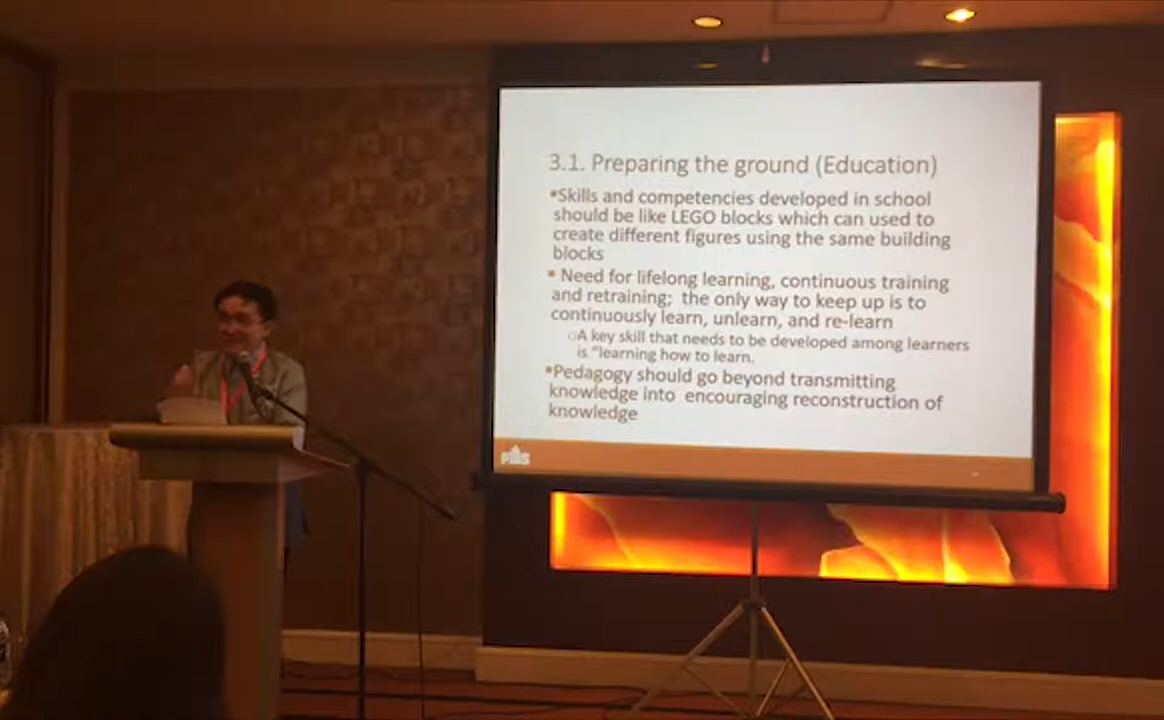 3.1. Preparing the ground (Education)
▪Skills and competencies developed in school
should be like LEGO blocks which can used to
create different figures using the same building
blocks
▪ Need for lifelong learning, continuous training
and retraining; the only way to keep up is to
continuously learn, unlearn, and re-learn
○A key skill that needs to be developed among learners
is "learning how to learn.
▪Pedagogy should go beyond transmitting
knowledge into encouraging reconstruction of
knowledge